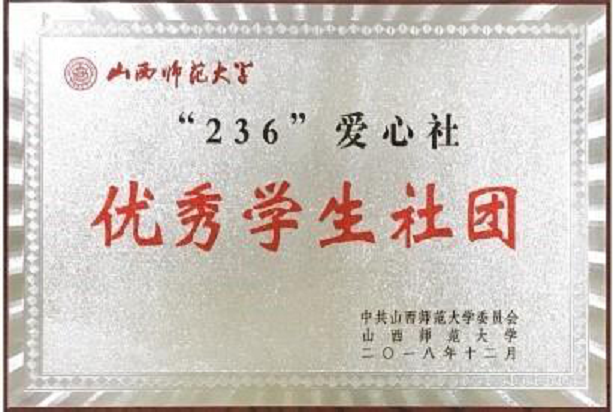 山西师范大学
“236”爱心社
优秀学生社团
中共山西师范大学委员会
山西师范大学
二〇一八年十二月